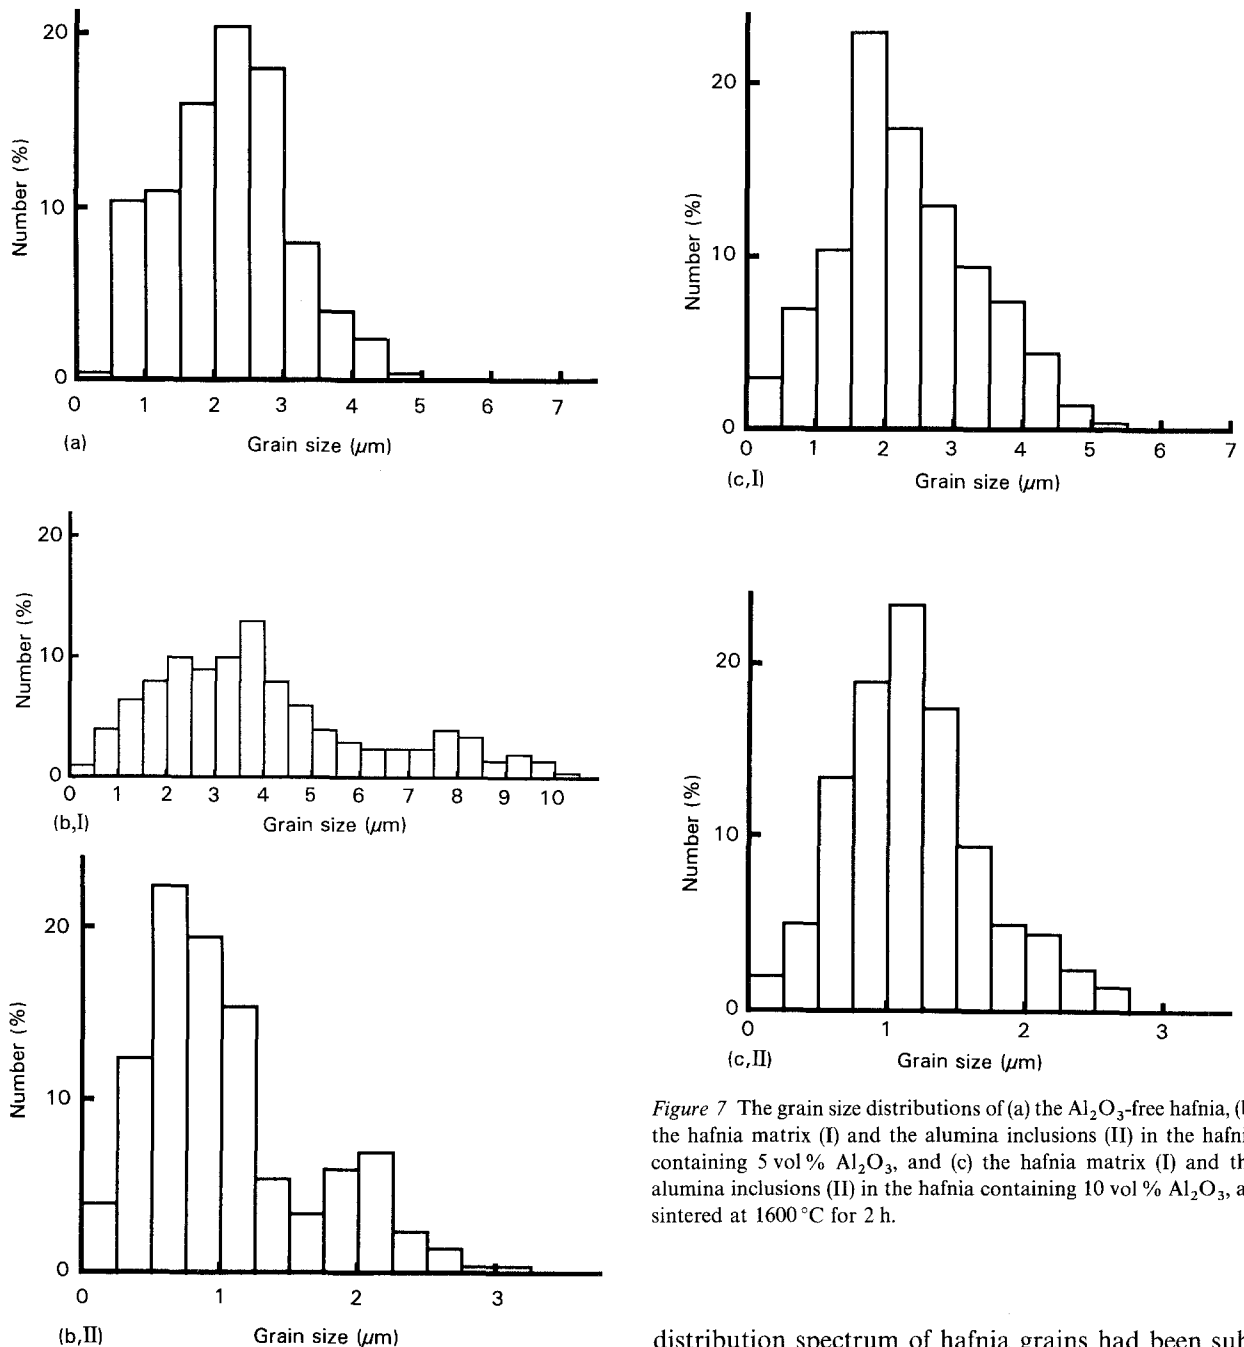 20
10
0
Number (%)
0 1 2 3 4 5 6 7
(a) Grain size (μm)
20
10
0
Number (%)
0 1 2 3 4 5 6 7 8 9 10
(b,I) Grain size (μm)
20
10
0
Number (%)
0 1 2 3
(b,II) Grain size (μm)
20
10
0
Number (%)
0 1 2 3 4 5 6 7
(c,I) Grain size (μm)
20
10
0
Number (%)
0 1 2 3
(c,II) Grain size (μm)
Figure 7 The grain size distributions of (a) the Al₂O₃-free hafnia, (b
the hafnia matrix (I) and the alumina inclusions (II) in the hafni
containing 5 vol % Al₂O₃, and (c) the hafnia matrix (I) and th
alumina inclusions (II) in the hafnia containing 10 vol % Al₂O₃, a
sintered at 1600 °C for 2 h.
distribution spectrum of hafnia grains had been sub